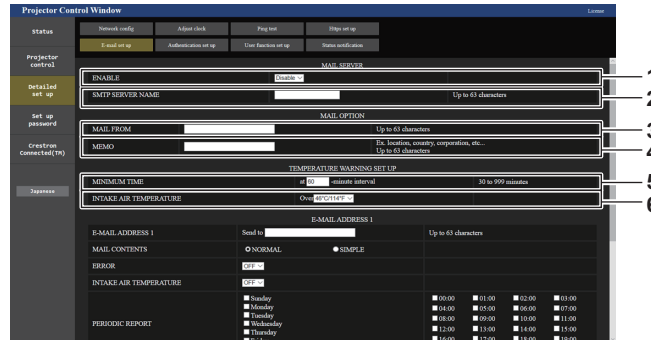 Projector Control Window
License
Status
Network config
Adjust clock
Ping test
Https set up
E-mail set up
Authentication set up
User function set up
Status notification
Projector
control
Detailed
set up
Set up
password
Crestron
Connected(TM)
Japanese
MAIL SERVER
ENABLE
Disable
1
SMTP SERVER NAME
Up to 63 characters
2
MAIL OPTION
MAIL FROM
Up to 63 characters
3
MEMO
Ex. location, country, corporation, etc...
Up to 63 characters
4
TEMPERATURE WARNING SET UP
MINIMUM TIME
at 60 -minute interval
30 to 999 minutes
5
INTAKE AIR TEMPERATURE
Over 46°C/114°F
6
E-MAIL ADDRESS 1
E-MAIL ADDRESS 1
Send to
Up to 63 characters
MAIL CONTENTS
NORMAL
SIMPLE
ERROR
OFF
INTAKE AIR TEMPERATURE
OFF
PERIODIC REPORT
Sunday
Monday
Tuesday
Wednesday
Thursday
00:00 01:00 02:00 03:00
04:00 05:00 06:00 07:00
08:00 09:00 10:00 11:00
12:00 13:00 14:00 15:00
16:00 17:00 18:00 19:00